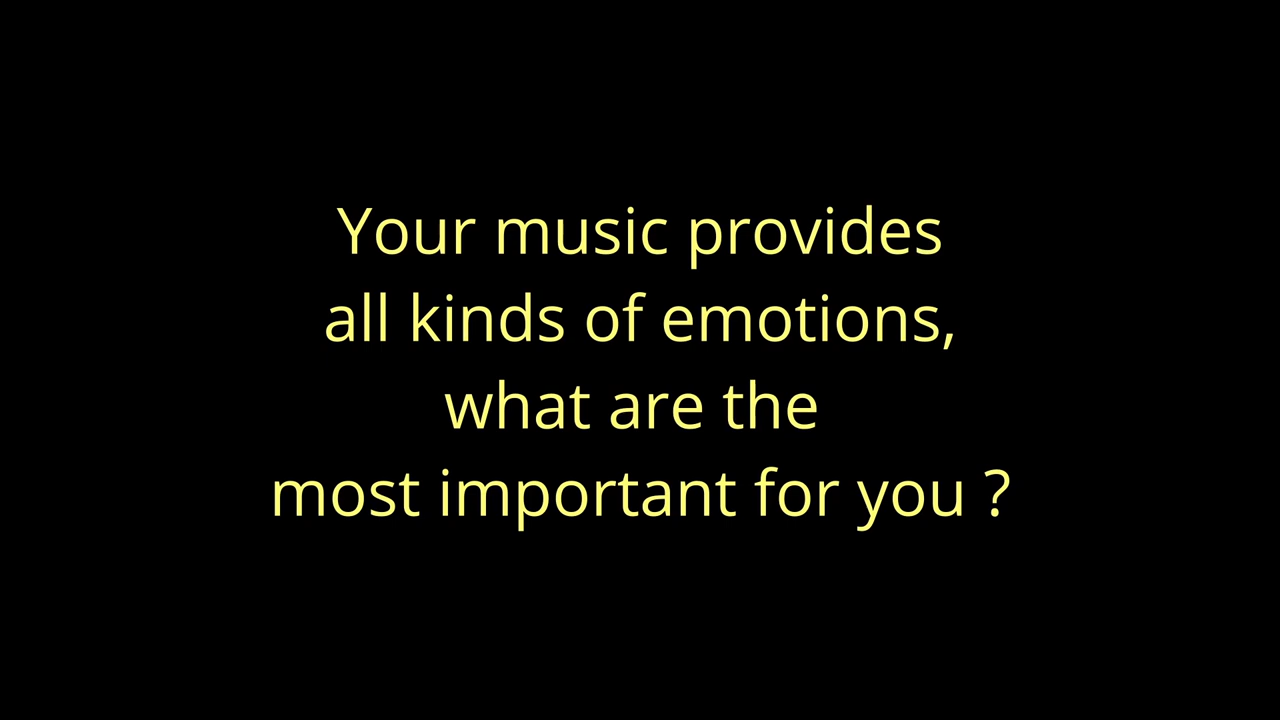 Your music provides
all kinds of emotions,
what are the
most important for you ?